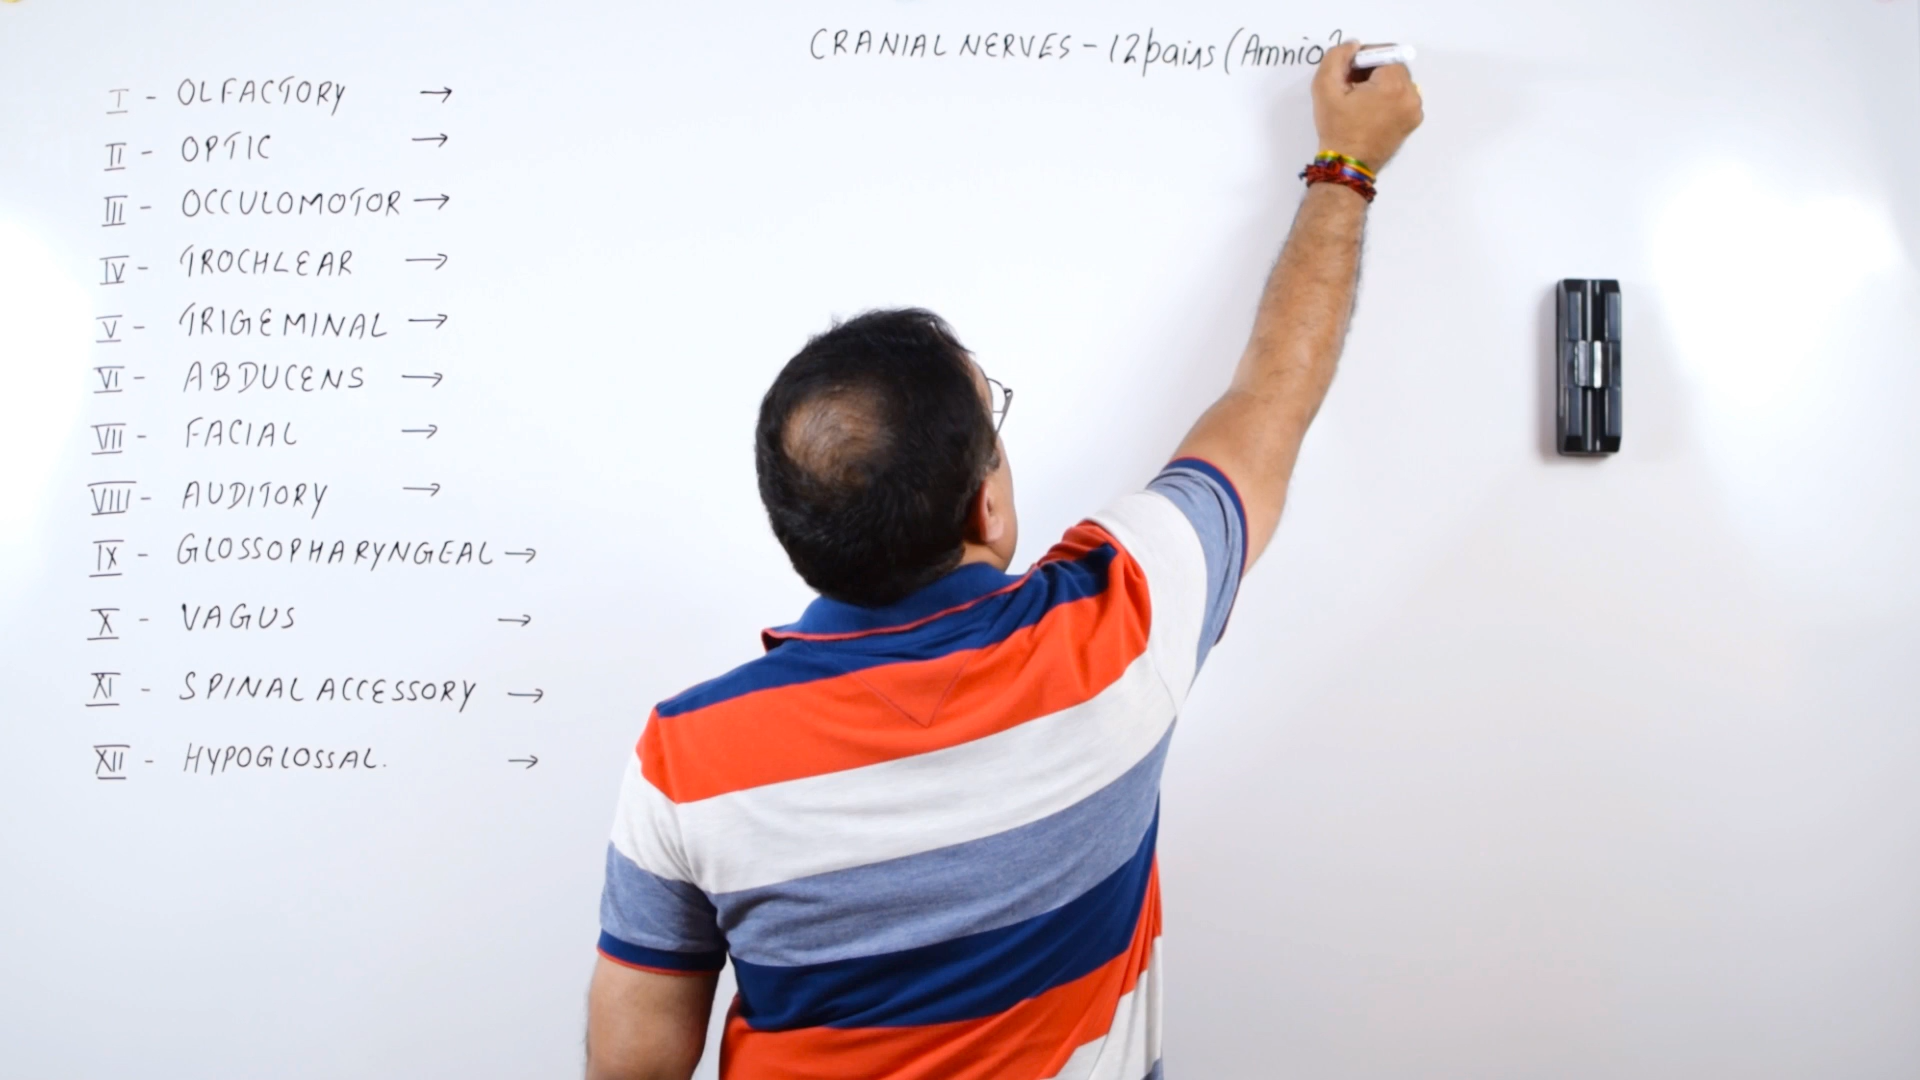 CRANIAL NERVES - 12 pairs (Amnio
I - OLFACTORY →
II - OPTIC →
III - OCCULOMOTOR →
IV - TROCHLEAR →
V - TRIGEMINAL →
VI - ABDUCENS →
VII - FACIAL →
VIII - AUDITORY →
IX - GLOSSOPHARYNGEAL →
X - VAGUS →
XI - SPINAL ACCESSORY →
XII - HYPOGLOSSAL. →